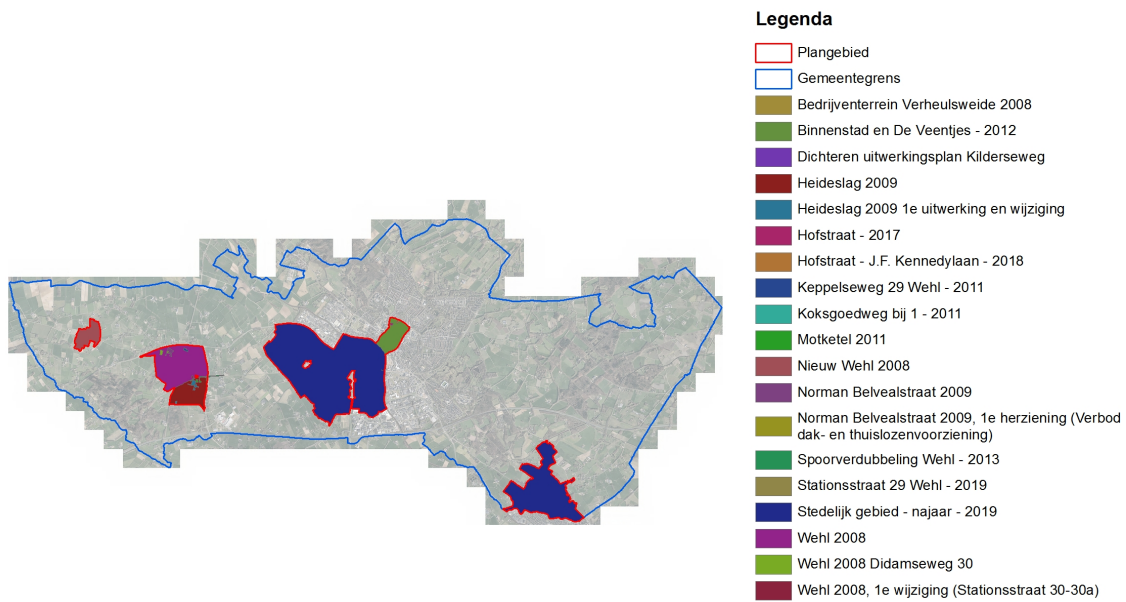 Legenda
Plangebied
Gemeentegrens
Bedrijventerrein Verheulsweide 2008
Binnenstad en De Veentjes - 2012
Dichteren uitwerkingsplan Kilderseweg
Heideslag 2009
Heideslag 2009 1e uitwerking en wijziging
Hofstraat - 2017
Hofstraat - J.F. Kennedylaan - 2018
Keppelseweg 29 Wehl - 2011
Koksgoedweg bij 1 - 2011
Motketel 2011
Nieuw Wehl 2008
Norman Belvealstraat 2009
Norman Belvealstraat 2009, 1e herziening (Verbod
dak- en thuislozenvoorziening)
Spoorverdubbeling Wehl - 2013
Stationsstraat 29 Wehl - 2019
Stedelijk gebied - najaar - 2019
Wehl 2008
Wehl 2008 Didamseweg 30
Wehl 2008, 1e wijziging (Stationsstraat 30-30a)